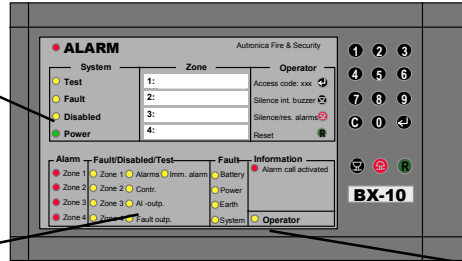 ALARM
Autronica Fire & Security
System
Zone
Operator
Test
Fault
Disabled
Power
1:
2:
3:
4:
Access code: xxx
Silence int. buzzer
Silence/res. alarms
Reset R
1 2 3
4 5 6
7 8 9
C 0
R
BX-10
Alarm
Fault/Disabled/Test
Fault
Information
Zone 1 Zone 1 Alarms Imm. alarm Battery Alarm call activated
Zone 2 Zone 2 Contr. Power
Zone 3 Zone 3 Al -outp. Earth
Zone 4 Zone 4 Fault outp. System Operator